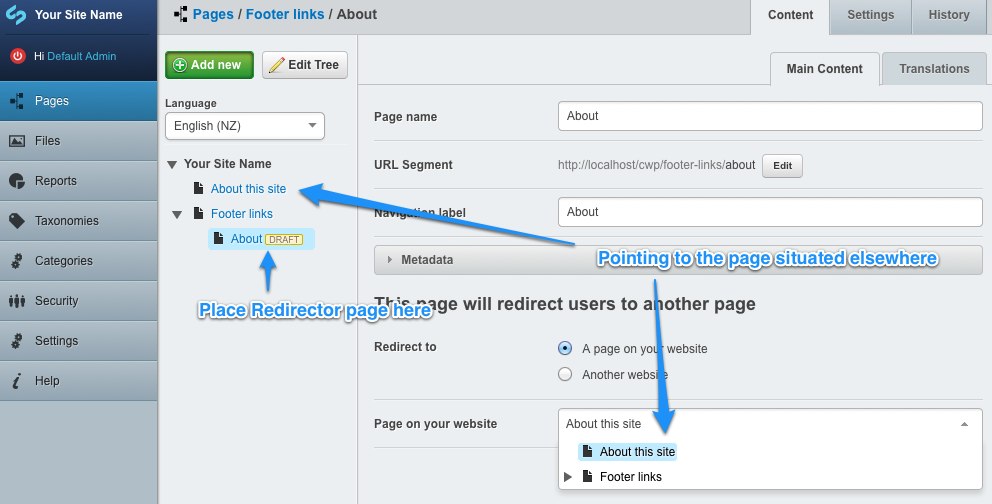 Your Site Name
Hi Default Admin
Pages
Files
Reports
Taxonomies
Categories
Security
Settings
Help
Pages / Footer links / About
Content
Settings
History
Add new
Edit Tree
Language
English (NZ)
Your Site Name
About this site
Footer links
About DRAFT
Place Redirector page here
Main Content
Translations
Page name
About
URL Segment
http://localhost/cwp/footer-links/about
Edit
Navigation label
About
Metadata
Pointing to the page situated elsewhere
This page will redirect users to another page
Redirect to
A page on your website
Another website
Page on your website
About this site
About this site
Footer links